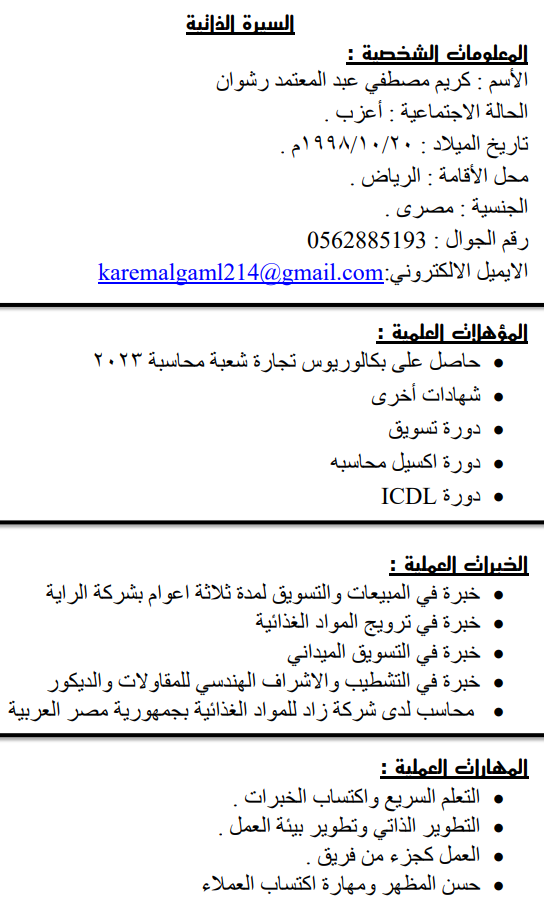 السيرة الذاتية
المعلومات الشخصية :
الأسم : كريم مصطفي عبد المعتمد رشوان
الحالة الاجتماعية : أعزب .
تاريخ الميلاد : ١٩٩٨/١٠/٢٠م .
محل الأقامة : الرياض .
الجنسية : مصرى .
رقم الجوال : 0562885193
الايميل الالكتروني:karemalgaml214@gmail.com
المؤهلات العلمية :
• حاصل على بكالوريوس تجارة شعبة محاسبة ٢٠٢٣
• شهادات أخرى
• دورة تسويق
• دورة اكسيل محاسبه
• دورة ICDL
الخبرات العملية :
• خبرة في المبيعات والتسويق لمدة ثلاثة اعوام بشركة الراية
• خبرة في ترويج المواد الغذائية
• خبرة في التسويق الميداني
• خبرة في التشطيب والاشراف الهندسي للمقاولات والديكور
• محاسب لدى شركة زاد للمواد الغذائية بجمهورية مصر العربية
المهارات العملية :
• التعلم السريع واكتساب الخبرات .
• التطوير الذاتي وتطوير بيئة العمل .
• العمل كجزء من فريق .
• حسن المظهر ومهارة اكتساب العملاء